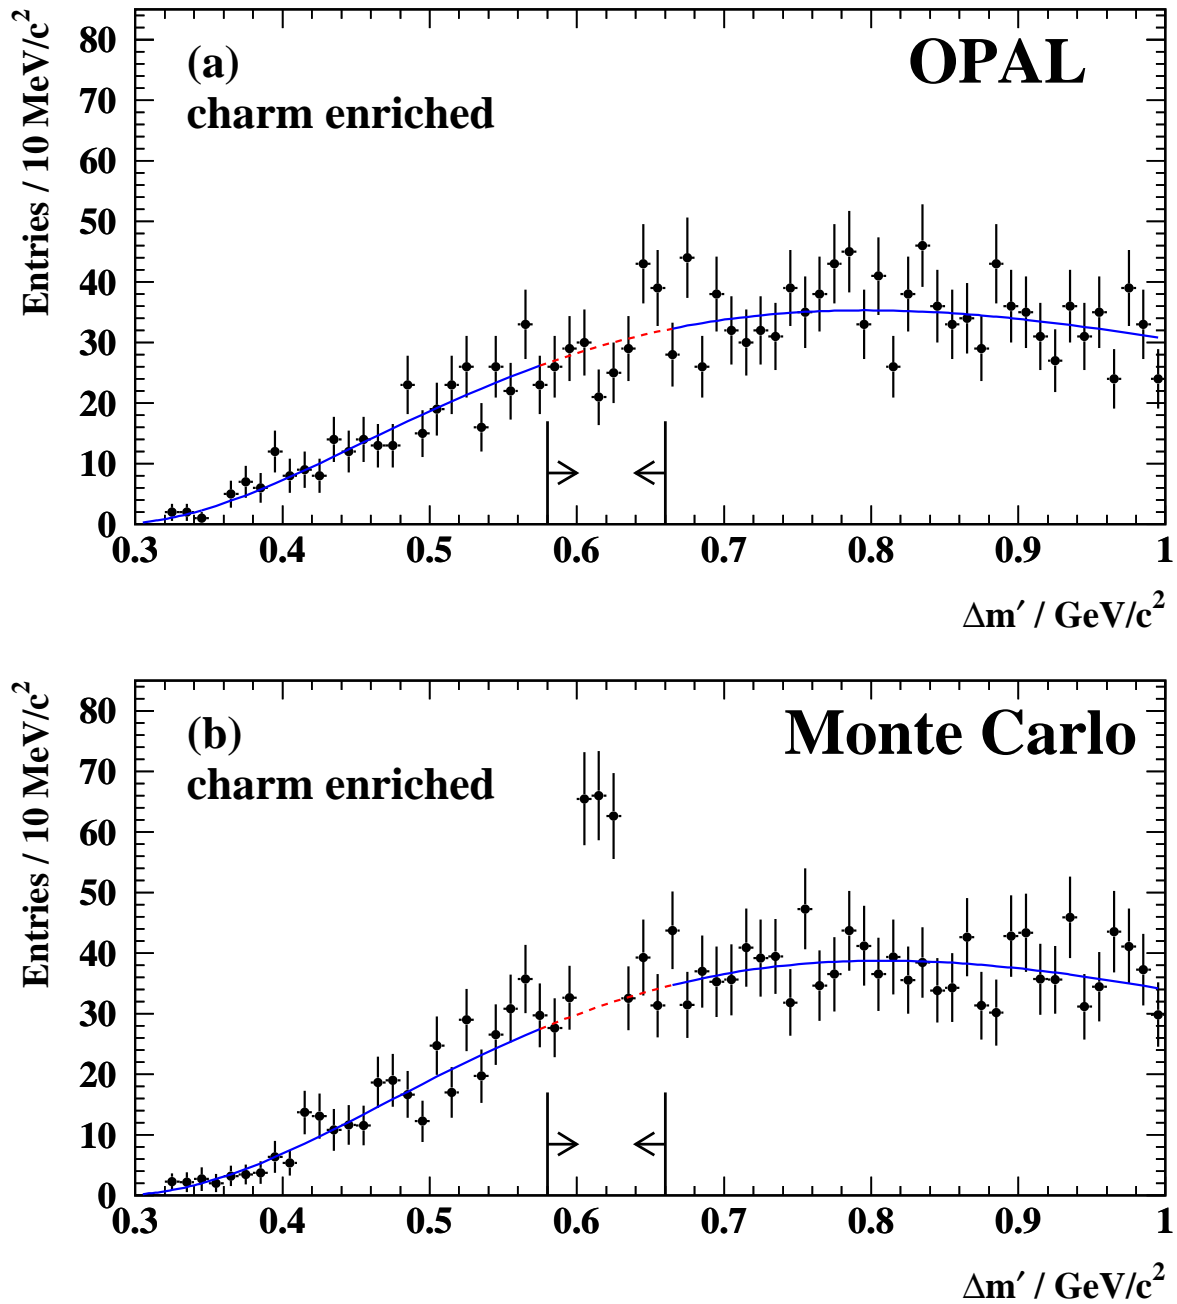 Entries / 10 MeV/c²
80
70
60
50
40
30
20
10
0
(a)
charm enriched
OPAL
0.3 0.4 0.5 0.6 0.7 0.8 0.9 1
Δm′ / GeV/c²
Entries / 10 MeV/c²
80
70
60
50
40
30
20
10
0
(b)
charm enriched
Monte Carlo
0.3 0.4 0.5 0.6 0.7 0.8 0.9 1
Δm′ / GeV/c²